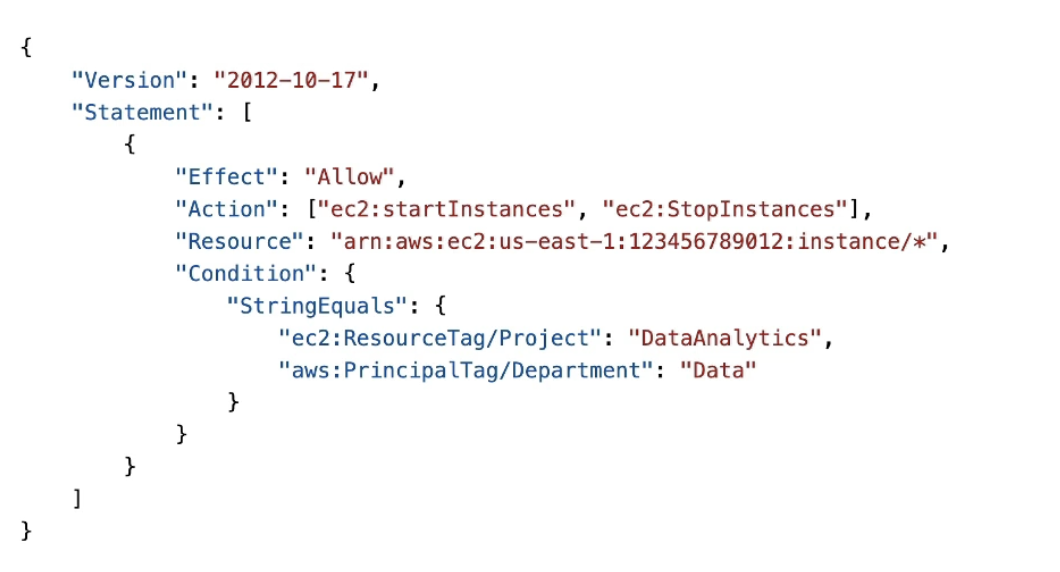 {
    "Version": "2012-10-17",
    "Statement": [
        {
            "Effect": "Allow",
            "Action": ["ec2:startInstances", "ec2:StopInstances"],
            "Resource": "arn:aws:ec2:us-east-1:123456789012:instance/*",
            "Condition": {
                "StringEquals": {
                    "ec2:ResourceTag/Project": "DataAnalytics",
                    "aws:PrincipalTag/Department": "Data"
                }
            }
        }
    ]
}